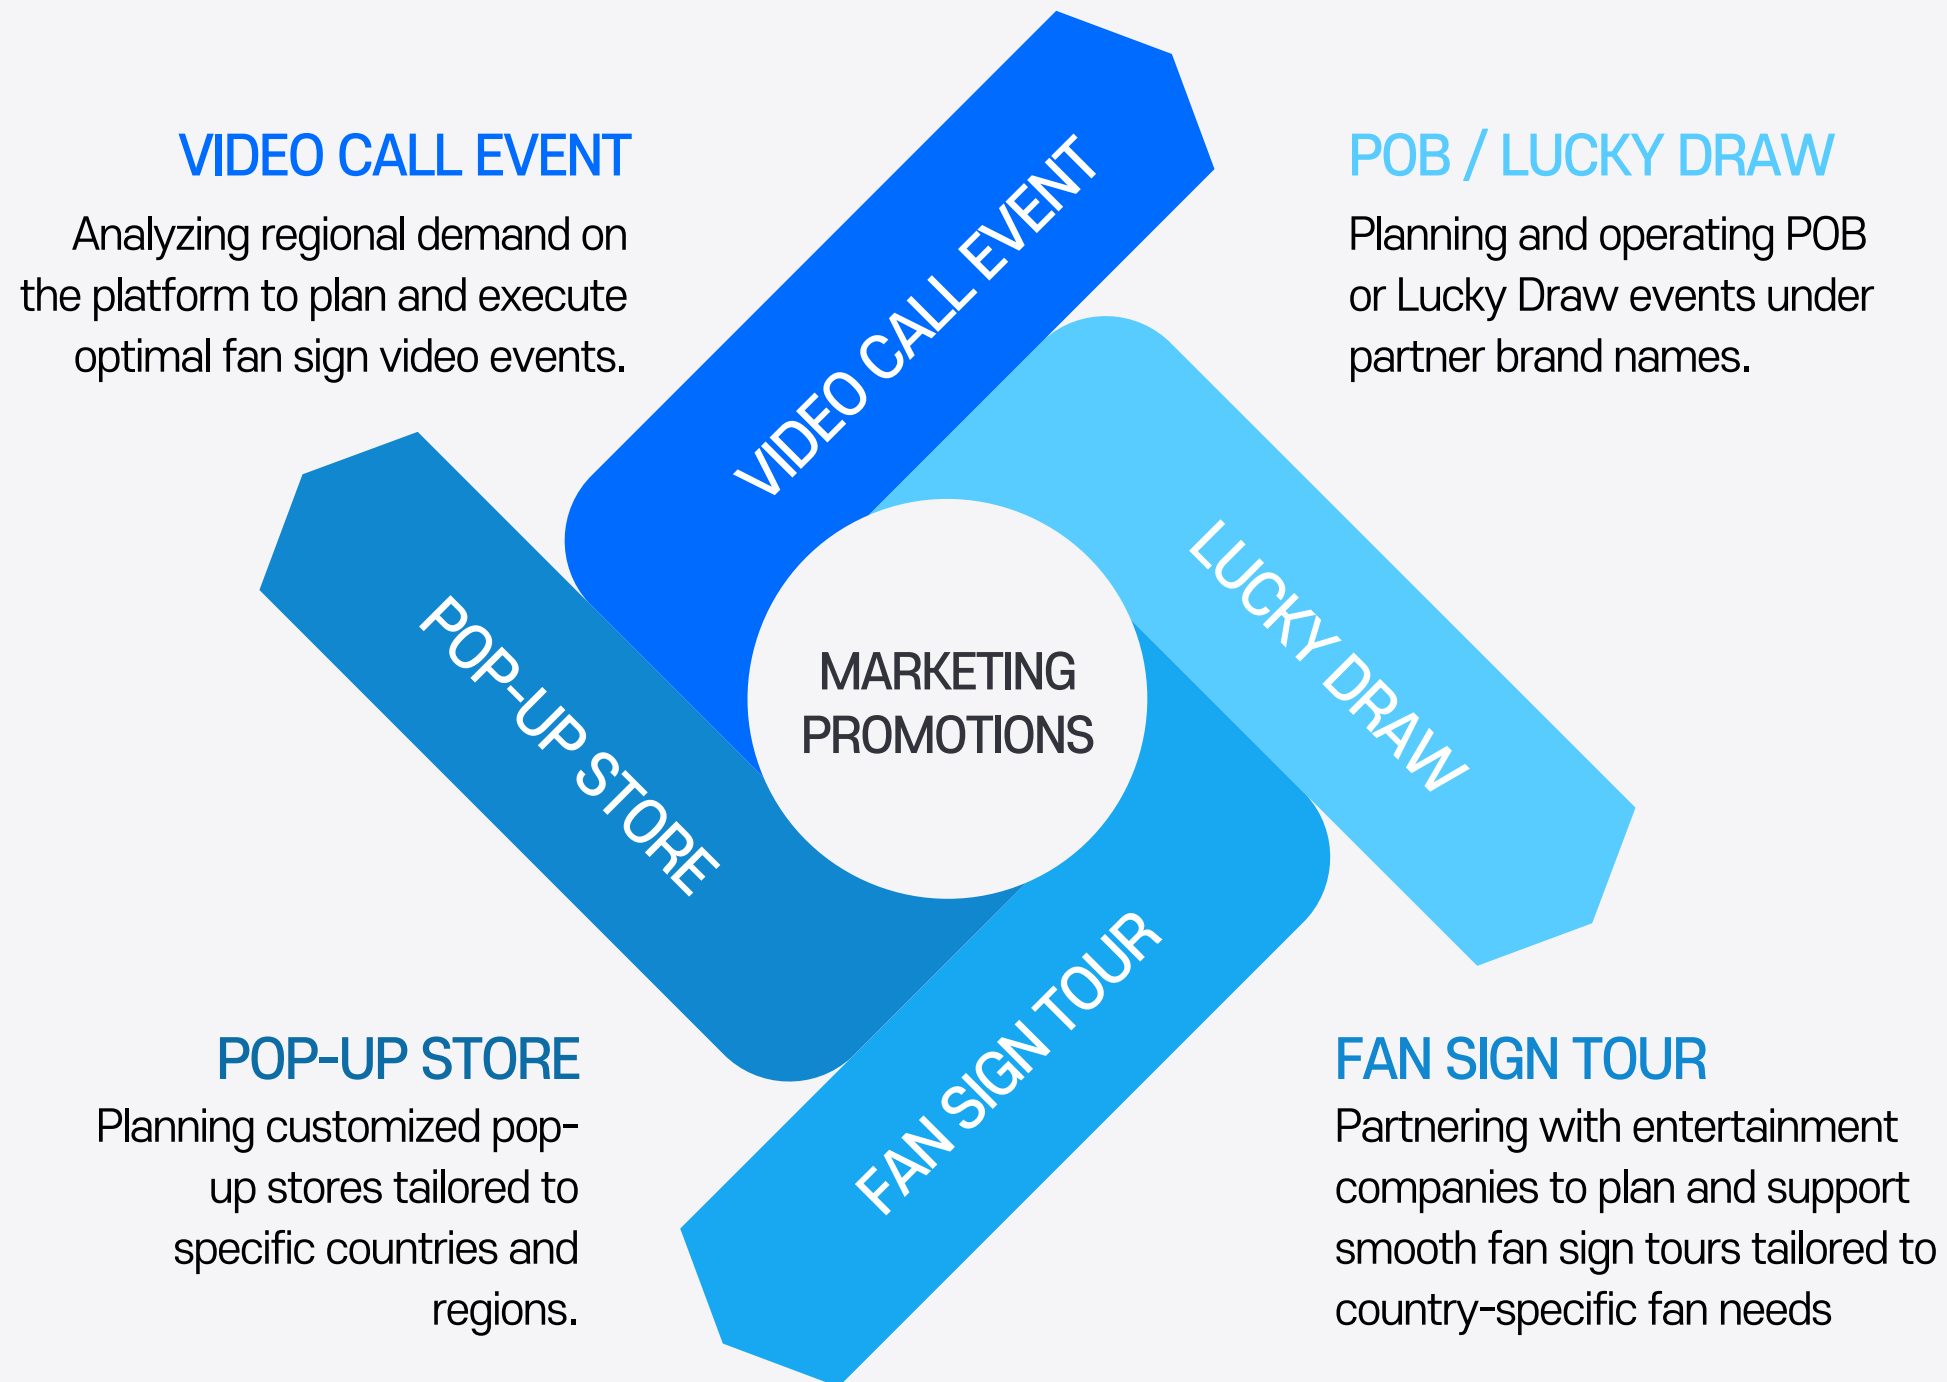 VIDEO CALL EVENT
Analyzing regional demand on
the platform to plan and execute
optimal fan sign video events.
POB / LUCKY DRAW
Planning and operating POB
or Lucky Draw events under
partner brand names.
VIDEO CALL EVENT
LUCKY DRAW
MARKETING
PROMOTIONS
POP-UP STORE
FAN SIGN TOUR
POP-UP STORE
Planning customized pop-
up stores tailored to
specific countries and
regions.
FAN SIGN TOUR
Partnering with entertainment
companies to plan and support
smooth fan sign tours tailored to
country-specific fan needs